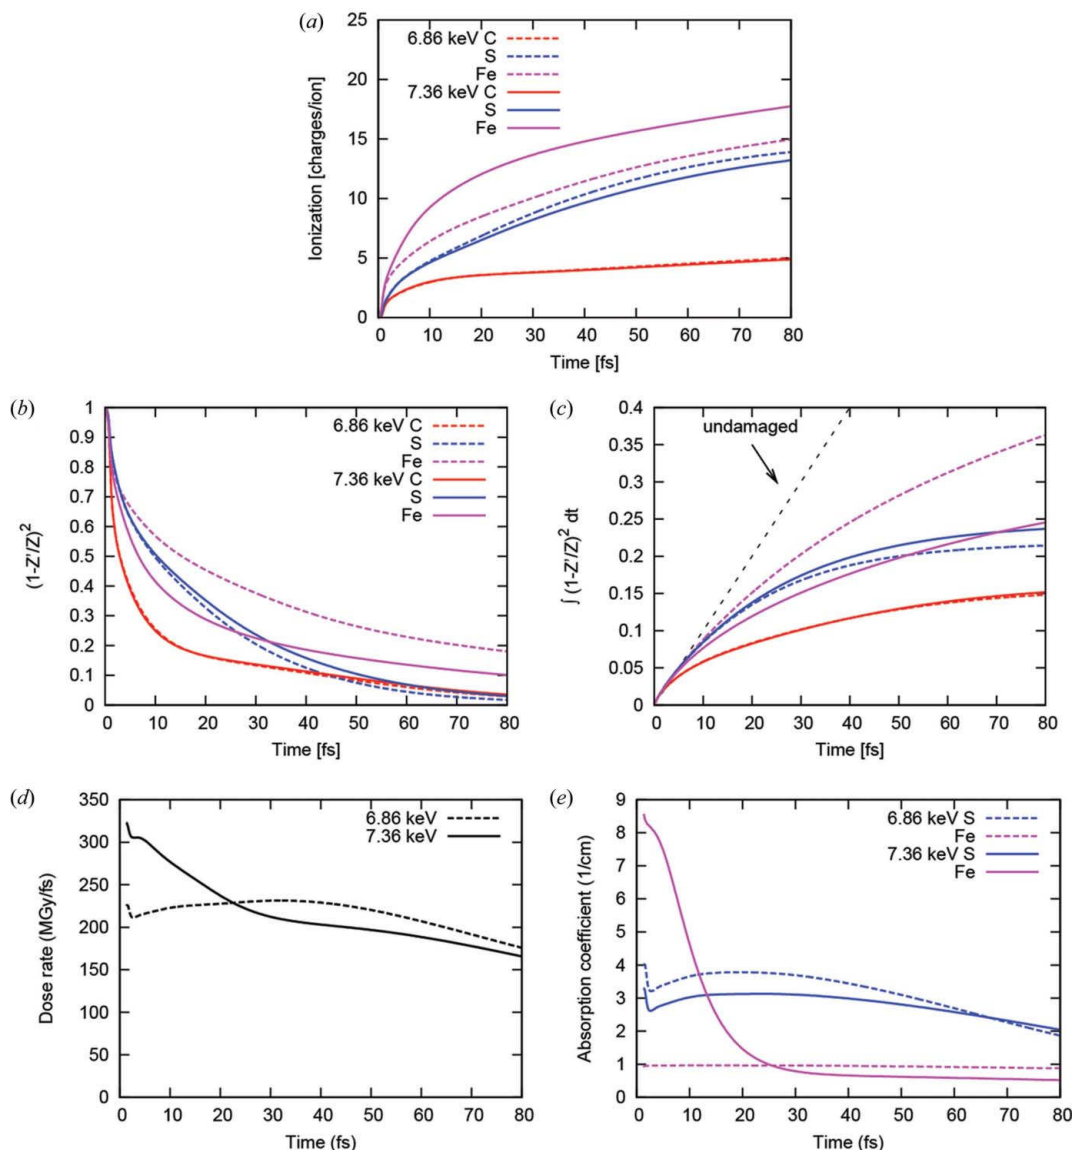 (a)
25
20
15
10
5
0
Ionization [charges/ion]
6.86 keV C
S
Fe
7.36 keV C
S
Fe
0 10 20 30 40 50 60 70 80
Time [fs]
(b)
1
0.9
0.8
0.7
0.6
0.5
0.4
0.3
0.2
0.1
0
(1-Z'/Z)²
6.86 keV C
S
Fe
7.36 keV C
S
Fe
0 10 20 30 40 50 60 70 80
Time [fs]
(c)
0.4
0.35
0.3
0.25
0.2
0.15
0.1
0.05
0
∫ (1-Z'/Z)² dt
undamaged
0 10 20 30 40 50 60 70 80
Time [fs]
(d)
350
300
250
200
150
100
50
0
Dose rate (MGy/fs)
6.86 keV
7.36 keV
0 10 20 30 40 50 60 70 80
Time (fs)
(e)
9
8
7
6
5
4
3
2
1
0
Absorption coefficient (1/cm)
6.86 keV S
Fe
7.36 keV S
Fe
0 10 20 30 40 50 60 70 80
Time (fs)